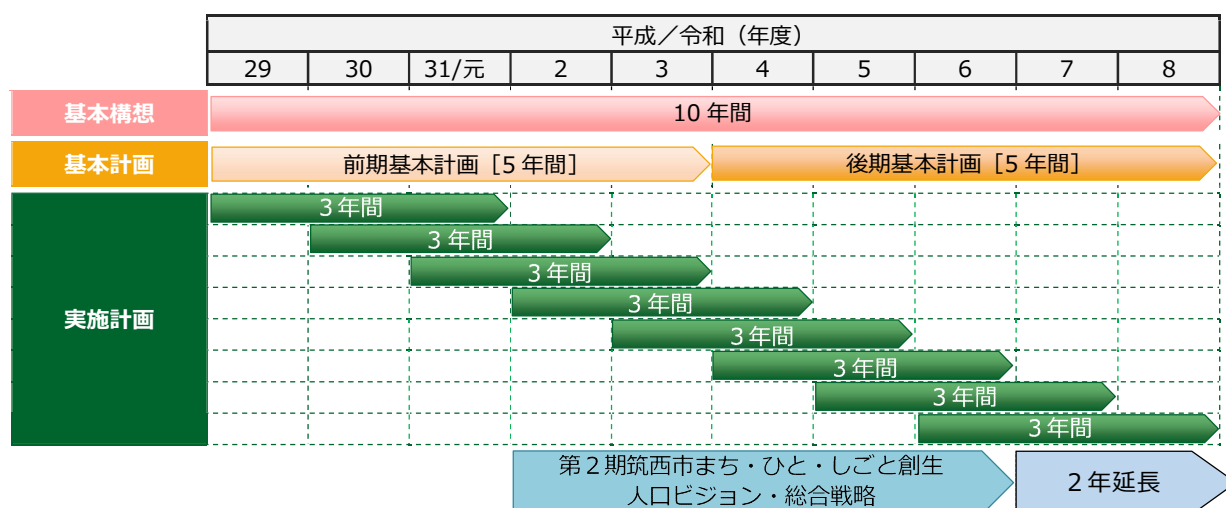 平成／令和（年度）
29 30 31/元 2 3 4 5 6 7 8
基本構想 10 年間
基本計画 前期基本計画［5 年間］ 後期基本計画［5 年間］
実施計画
３年間
３年間
３年間
３年間
３年間
３年間
３年間
３年間
第２期筑西市まち・ひと・しごと創生
人口ビジョン・総合戦略
２年延長